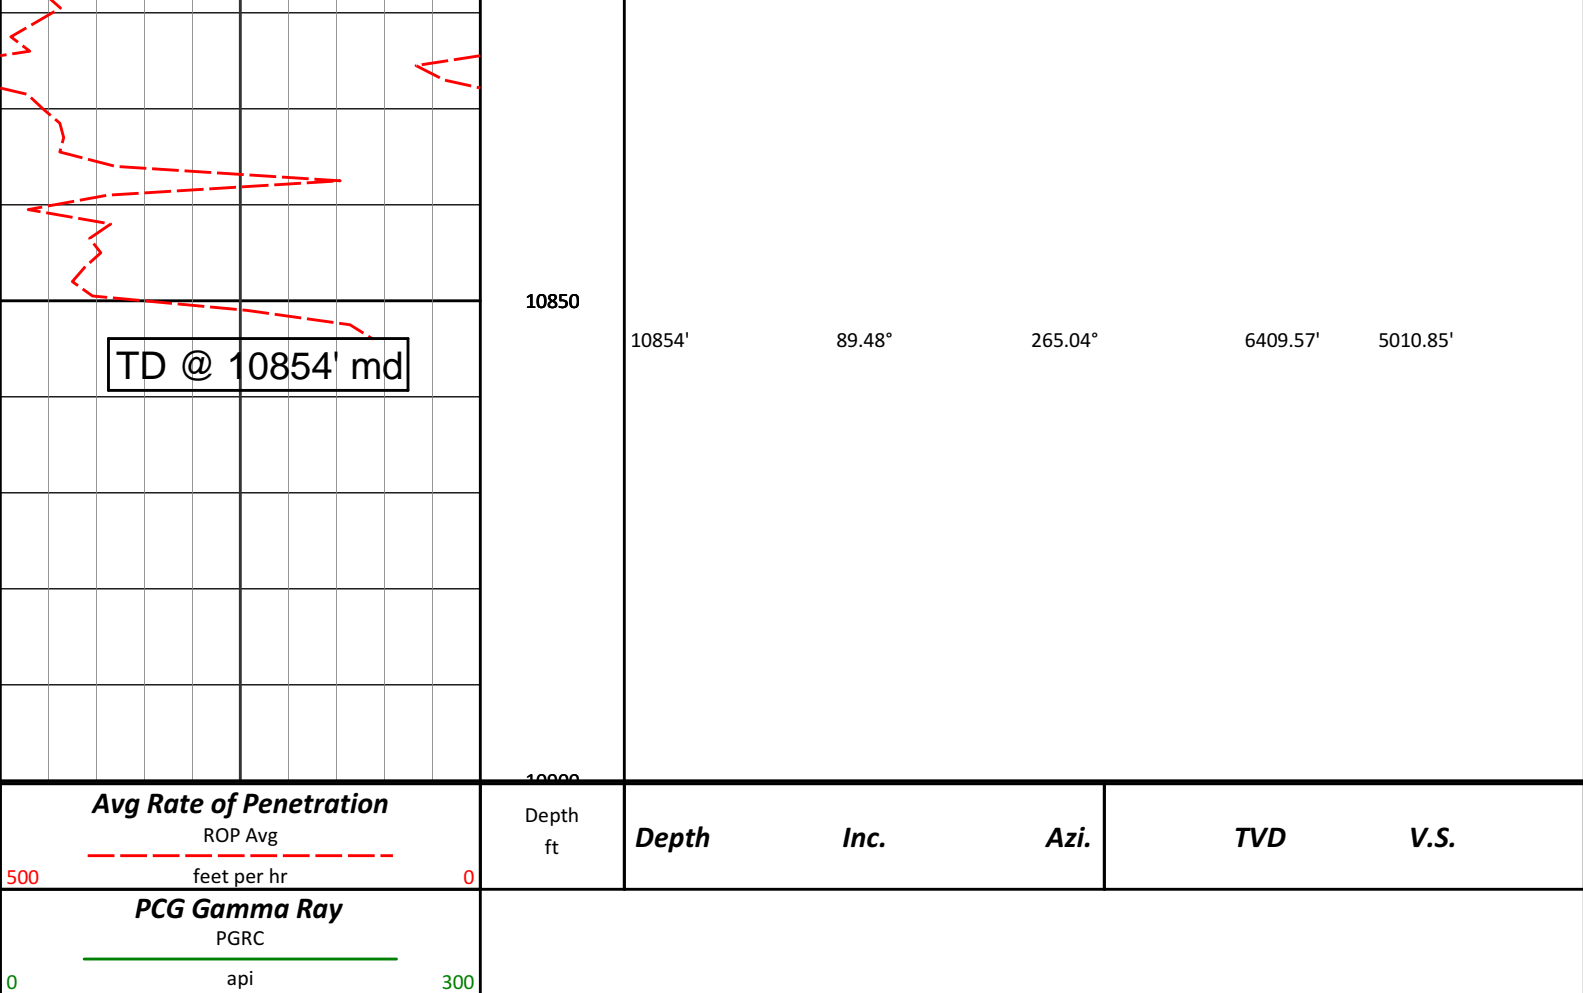 10850
10854' 89.48° 265.04° 6409.57' 5010.85'
TD @ 10854' md
10900
Avg Rate of Penetration
ROP Avg
500 feet per hr 0
Depth
ft
Depth Inc. Azi. TVD V.S.
PCG Gamma Ray
PGRC
0 api 300